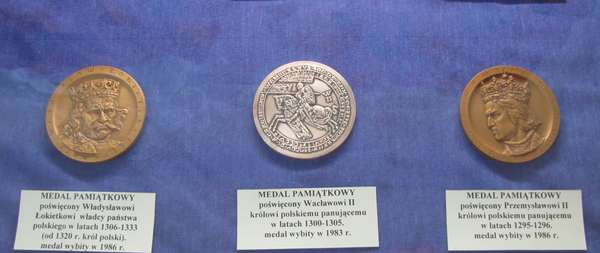 MEDAL PAMIĄTKOWY
poświęcony Władysławowi
Łokietkowi władcy państwa
polskiego w latach 1306-1333
(od 1320 r. król polski).
medal wybity w 1986 r.
MEDAL PAMIĄTKOWY
poświęcony Wacławowi II
królowi polskiemu panującemu
w latach 1300-1305.
medal wybity w 1983 r.
MEDAL PAMIĄTKOWY
poświęcony Przemysławowi II
królowi polskiemu panującemu
w latach 1295-1296.
medal wybity w 1986 r.